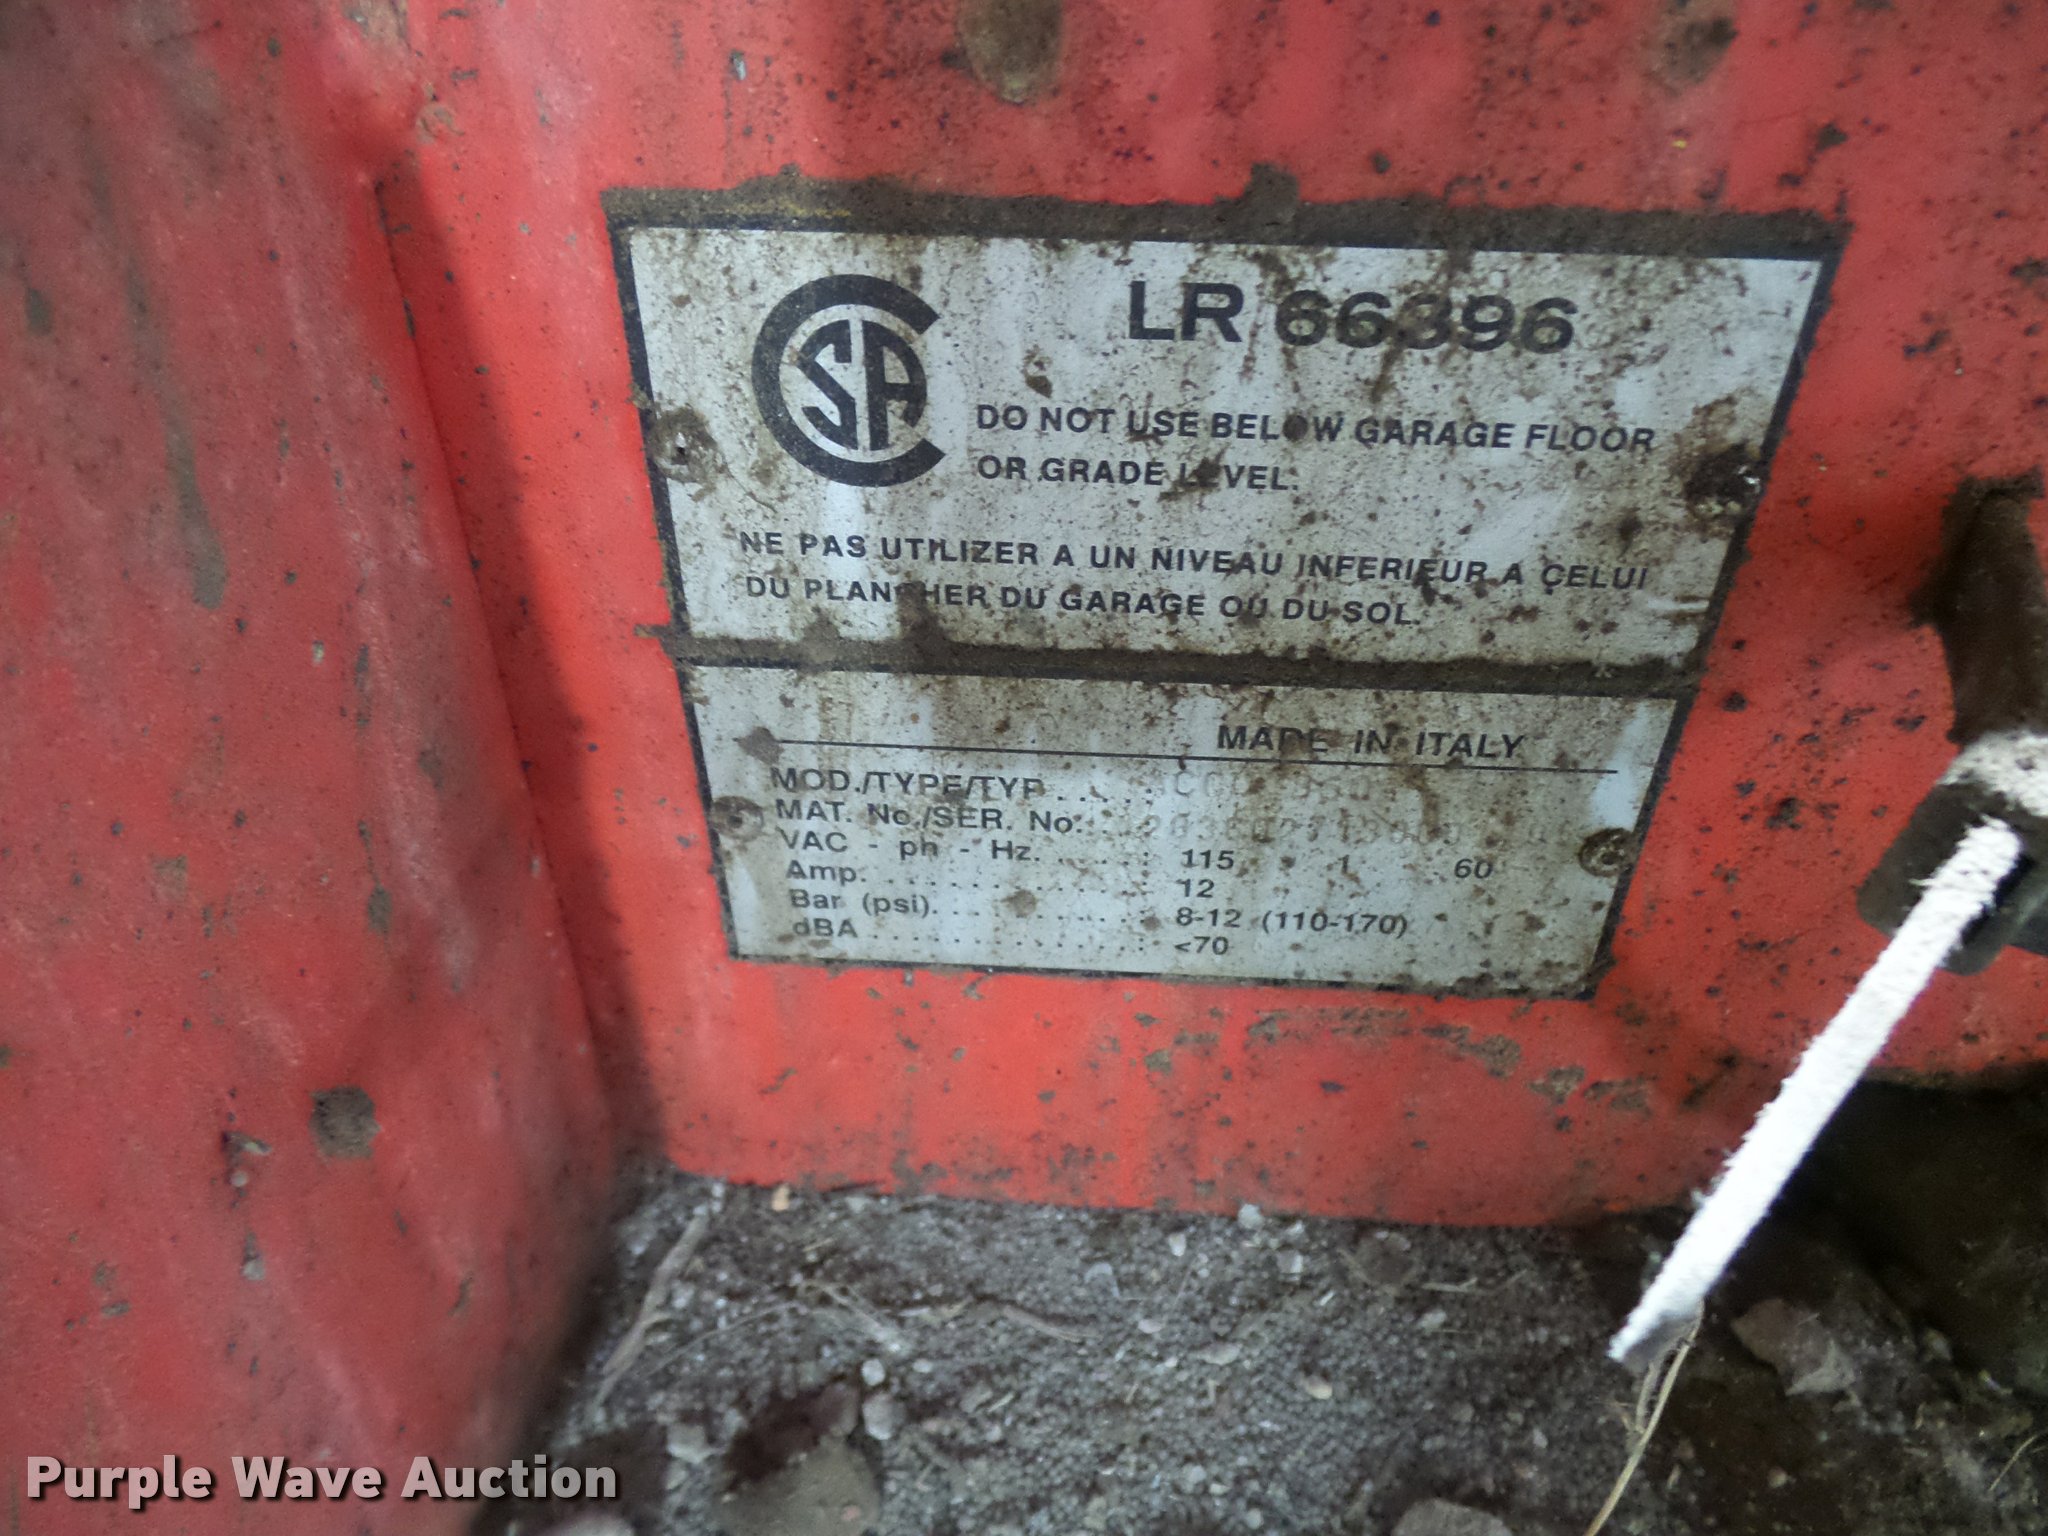 CSA
LR 66396
DO NOT USE BELOW GARAGE FLOOR
OR GRADE LEVEL.
NE PAS UTILIZER A UN NIVEAU INFERIEUR A CELUI
DU PLANCHER DU GARAGE OU DU SOL.
MADE IN ITALY
MOD./TYPE/TYP.....
MAT. No./SER. No.:
VAC - ph - Hz. . . . . . : 115 1 60
Amp. . . . . . . . . . . . . : 12
Bar (psi). . . . . . . . . . : 8-12 (110-170)
dBA . . . . . . . . . . . . . : <70
Purple Wave Auction